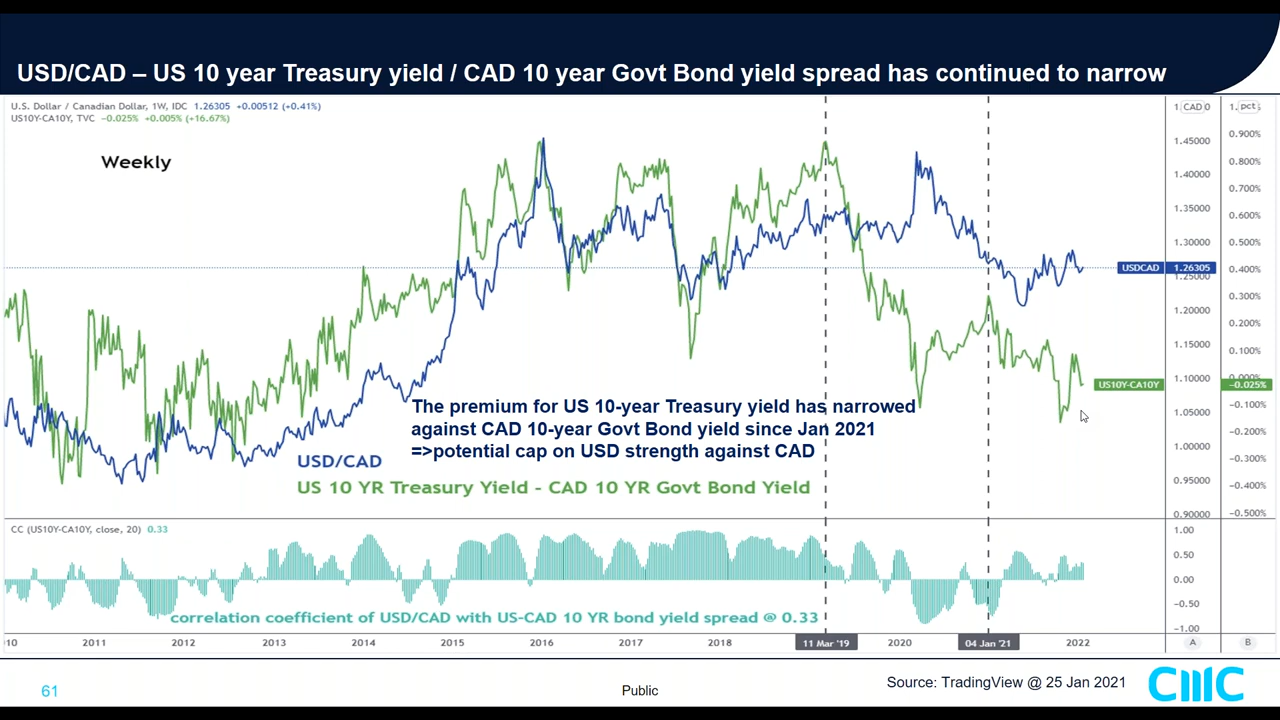 USD/CAD – US 10 year Treasury yield / CAD 10 year Govt Bond yield spread has continued to narrow
U.S. Dollar / Canadian Dollar, 1W, IDC 1.26305 +0.00512 (+0.41%)
US10Y-CA10Y, TVC −0.025% +0.005% (+16.67%)
Weekly
CAD
pct
1.45000
1.40000
1.35000
1.30000
1.25000
1.20000
1.15000
1.10000
1.05000
1.00000
0.95000
0.90000
0.900%
0.800%
0.700%
0.600%
0.500%
0.400%
0.300%
0.200%
0.100%
0.000%
−0.100%
−0.200%
−0.300%
−0.400%
−0.500%
USDCAD 1.26305
US10Y-CA10Y −0.025%
The premium for US 10-year Treasury yield has narrowed
against CAD 10-year Govt Bond yield since Jan 2021
=>potential cap on USD strength against CAD
USD/CAD
US 10 YR Treasury Yield - CAD 10 YR Govt Bond Yield
CC (US10Y-CA10Y, close, 20) 0.33
1.00
0.50
0.00
−0.50
−1.00
correlation coefficient of USD/CAD with US-CAD 10 YR bond yield spread @ 0.33
2011 2012 2013 2014 2015 2016 2017 2018 11 Mar '19 2020 04 Jan '21 2022 A B
61
Public
Source: TradingView @ 25 Jan 2021
CMC